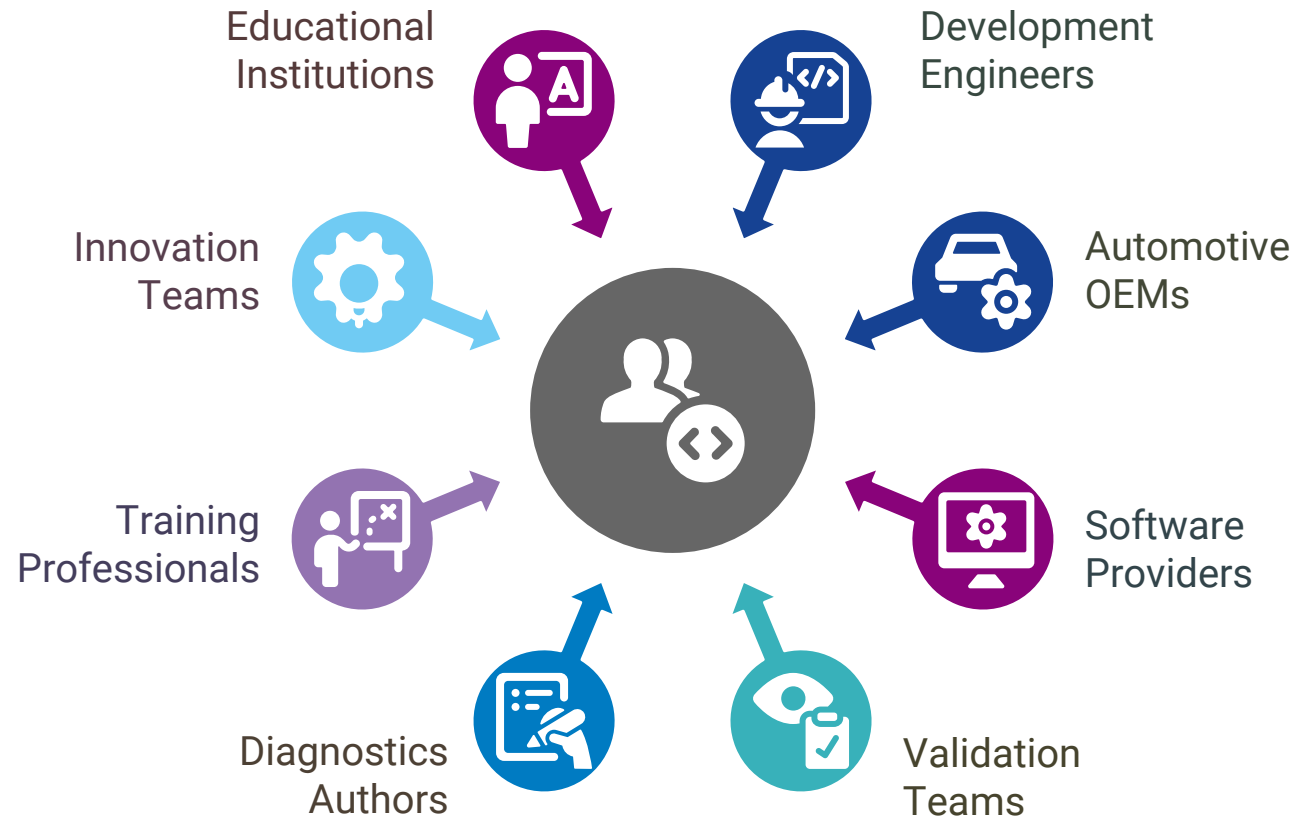 Educational
Institutions
Development
Engineers
Innovation
Teams
Automotive
OEMs
Training
Professionals
Software
Providers
Diagnostics
Authors
Validation
Teams
A